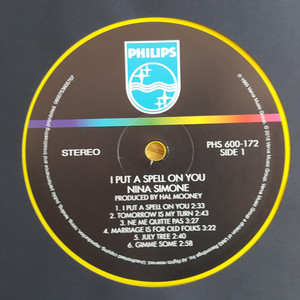 PHILIPS
STEREO
PHS 600-172
SIDE 1
I PUT A SPELL ON YOU
NINA SIMONE
PRODUCED BY HAL MOONEY
1. I PUT A SPELL ON YOU 2:33
2. TOMORROW IS MY TURN 2:43
3. NE ME QUITTE PAS 3:27
4. MARRIAGE IS FOR OLD FOLKS 3:22
5. JULY TREE 2:40
6. GIMME SOME 2:58